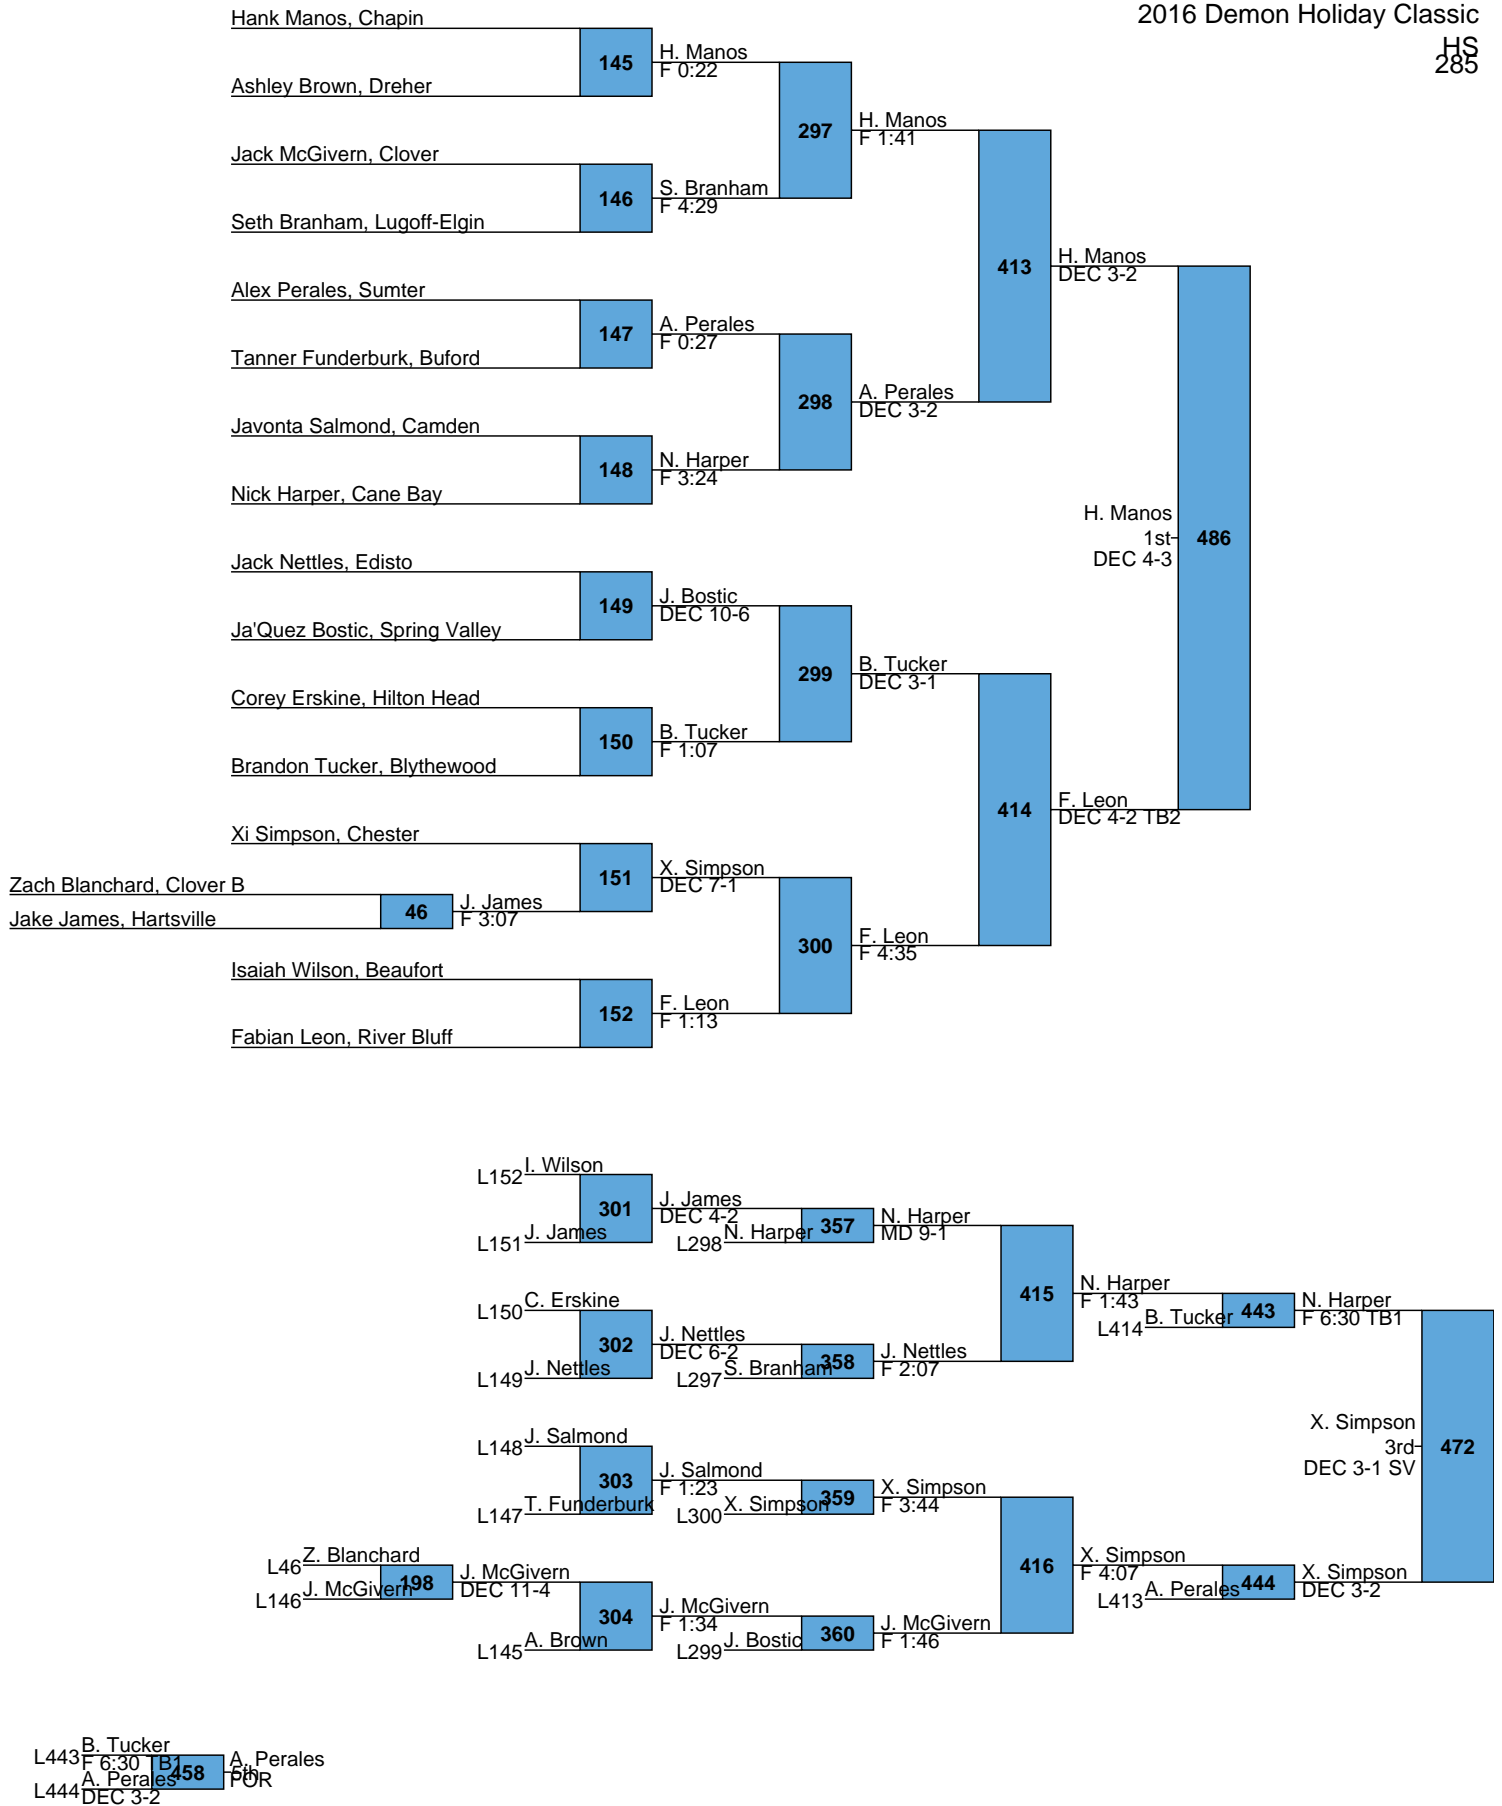 2016 Demon Holiday Classic
HS
285
Hank Manos, Chapin
145
H. Manos
F 0:22
Ashley Brown, Dreher
297
H. Manos
F 1:41
Jack McGivern, Clover
146
S. Branham
F 4:29
Seth Branham, Lugoff-Elgin
413
H. Manos
DEC 3-2
Alex Perales, Sumter
147
A. Perales
F 0:27
Tanner Funderburk, Buford
298
A. Perales
DEC 3-2
Javonta Salmond, Camden
148
N. Harper
F 3:24
Nick Harper, Cane Bay
H. Manos
1st
DEC 4-3
486
Jack Nettles, Edisto
149
J. Bostic
DEC 10-6
Ja'Quez Bostic, Spring Valley
299
B. Tucker
DEC 3-1
Corey Erskine, Hilton Head
150
B. Tucker
F 1:07
Brandon Tucker, Blythewood
414
F. Leon
DEC 4-2 TB2
Xi Simpson, Chester
151
X. Simpson
DEC 7-1
Zach Blanchard, Clover B
46
J. James
F 3:07
Jake James, Hartsville
300
F. Leon
F 4:35
Isaiah Wilson, Beaufort
152
F. Leon
F 1:13
Fabian Leon, River Bluff
L152 I. Wilson
301
J. James
DEC 4-2
L151 J. James
L298 N. Harper
357
N. Harper
MD 9-1
415
N. Harper
F 1:43
L150 C. Erskine
302
J. Nettles
DEC 6-2
L149 J. Nettles
L297 S. Branham
358
J. Nettles
F 2:07
L414 B. Tucker
443
N. Harper
F 6:30 TB1
L148 J. Salmond
303
J. Salmond
F 1:23
L147 T. Funderburk
L300 X. Simpson
359
X. Simpson
F 3:44
X. Simpson
3rd
DEC 3-1 SV
472
416
X. Simpson
F 4:07
L46 Z. Blanchard
198
J. McGivern
DEC 11-4
L146 J. McGivern
304
J. McGivern
F 1:34
L145 A. Brown
L299 J. Bostic
360
J. McGivern
F 1:46
L413 A. Perales
444
X. Simpson
DEC 3-2
L443 B. Tucker
F 6:30 TB1
458
A. Perales
5th
FOR
L444 A. Perales
DEC 3-2